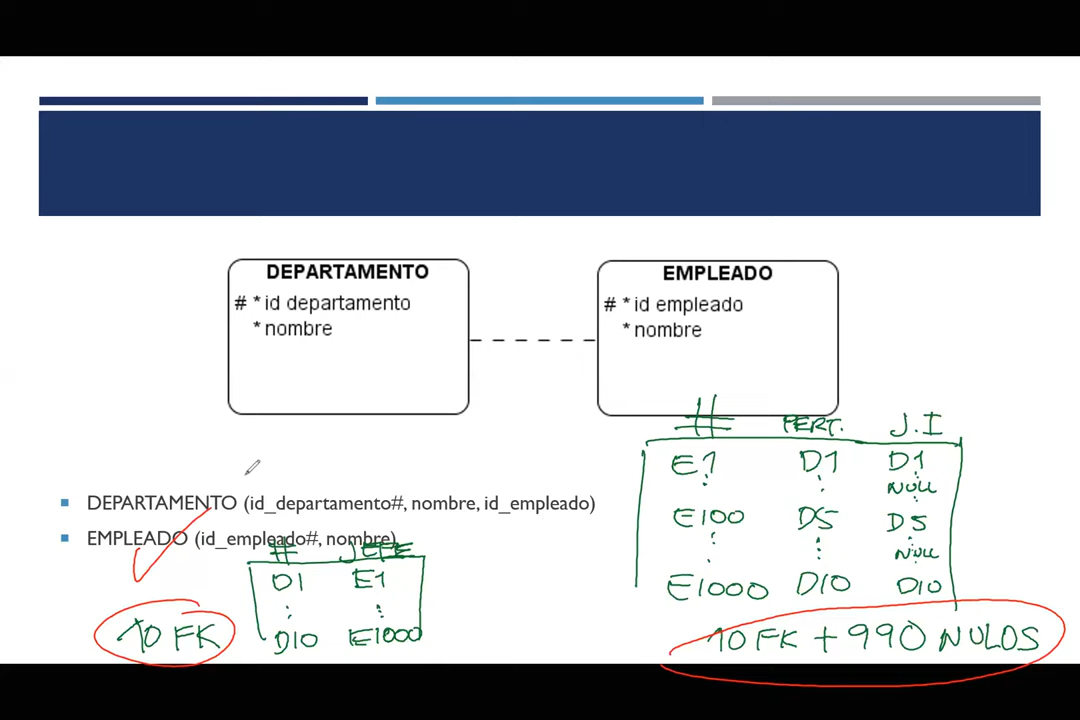 DEPARTAMENTO
# * id departamento
* nombre
EMPLEADO
# * id empleado
* nombre
DEPARTAMENTO (id_departamento#, nombre, id_empleado)
EMPLEADO (id_empleado#, nombre)
# JEFE
D1 E1
D10 E1000
10 FK
# PERT. J.I
E1 D1 D1
NULL
E100 D5 D5
NULL
E1000 D10 D10
10 FK + 990 NULOS